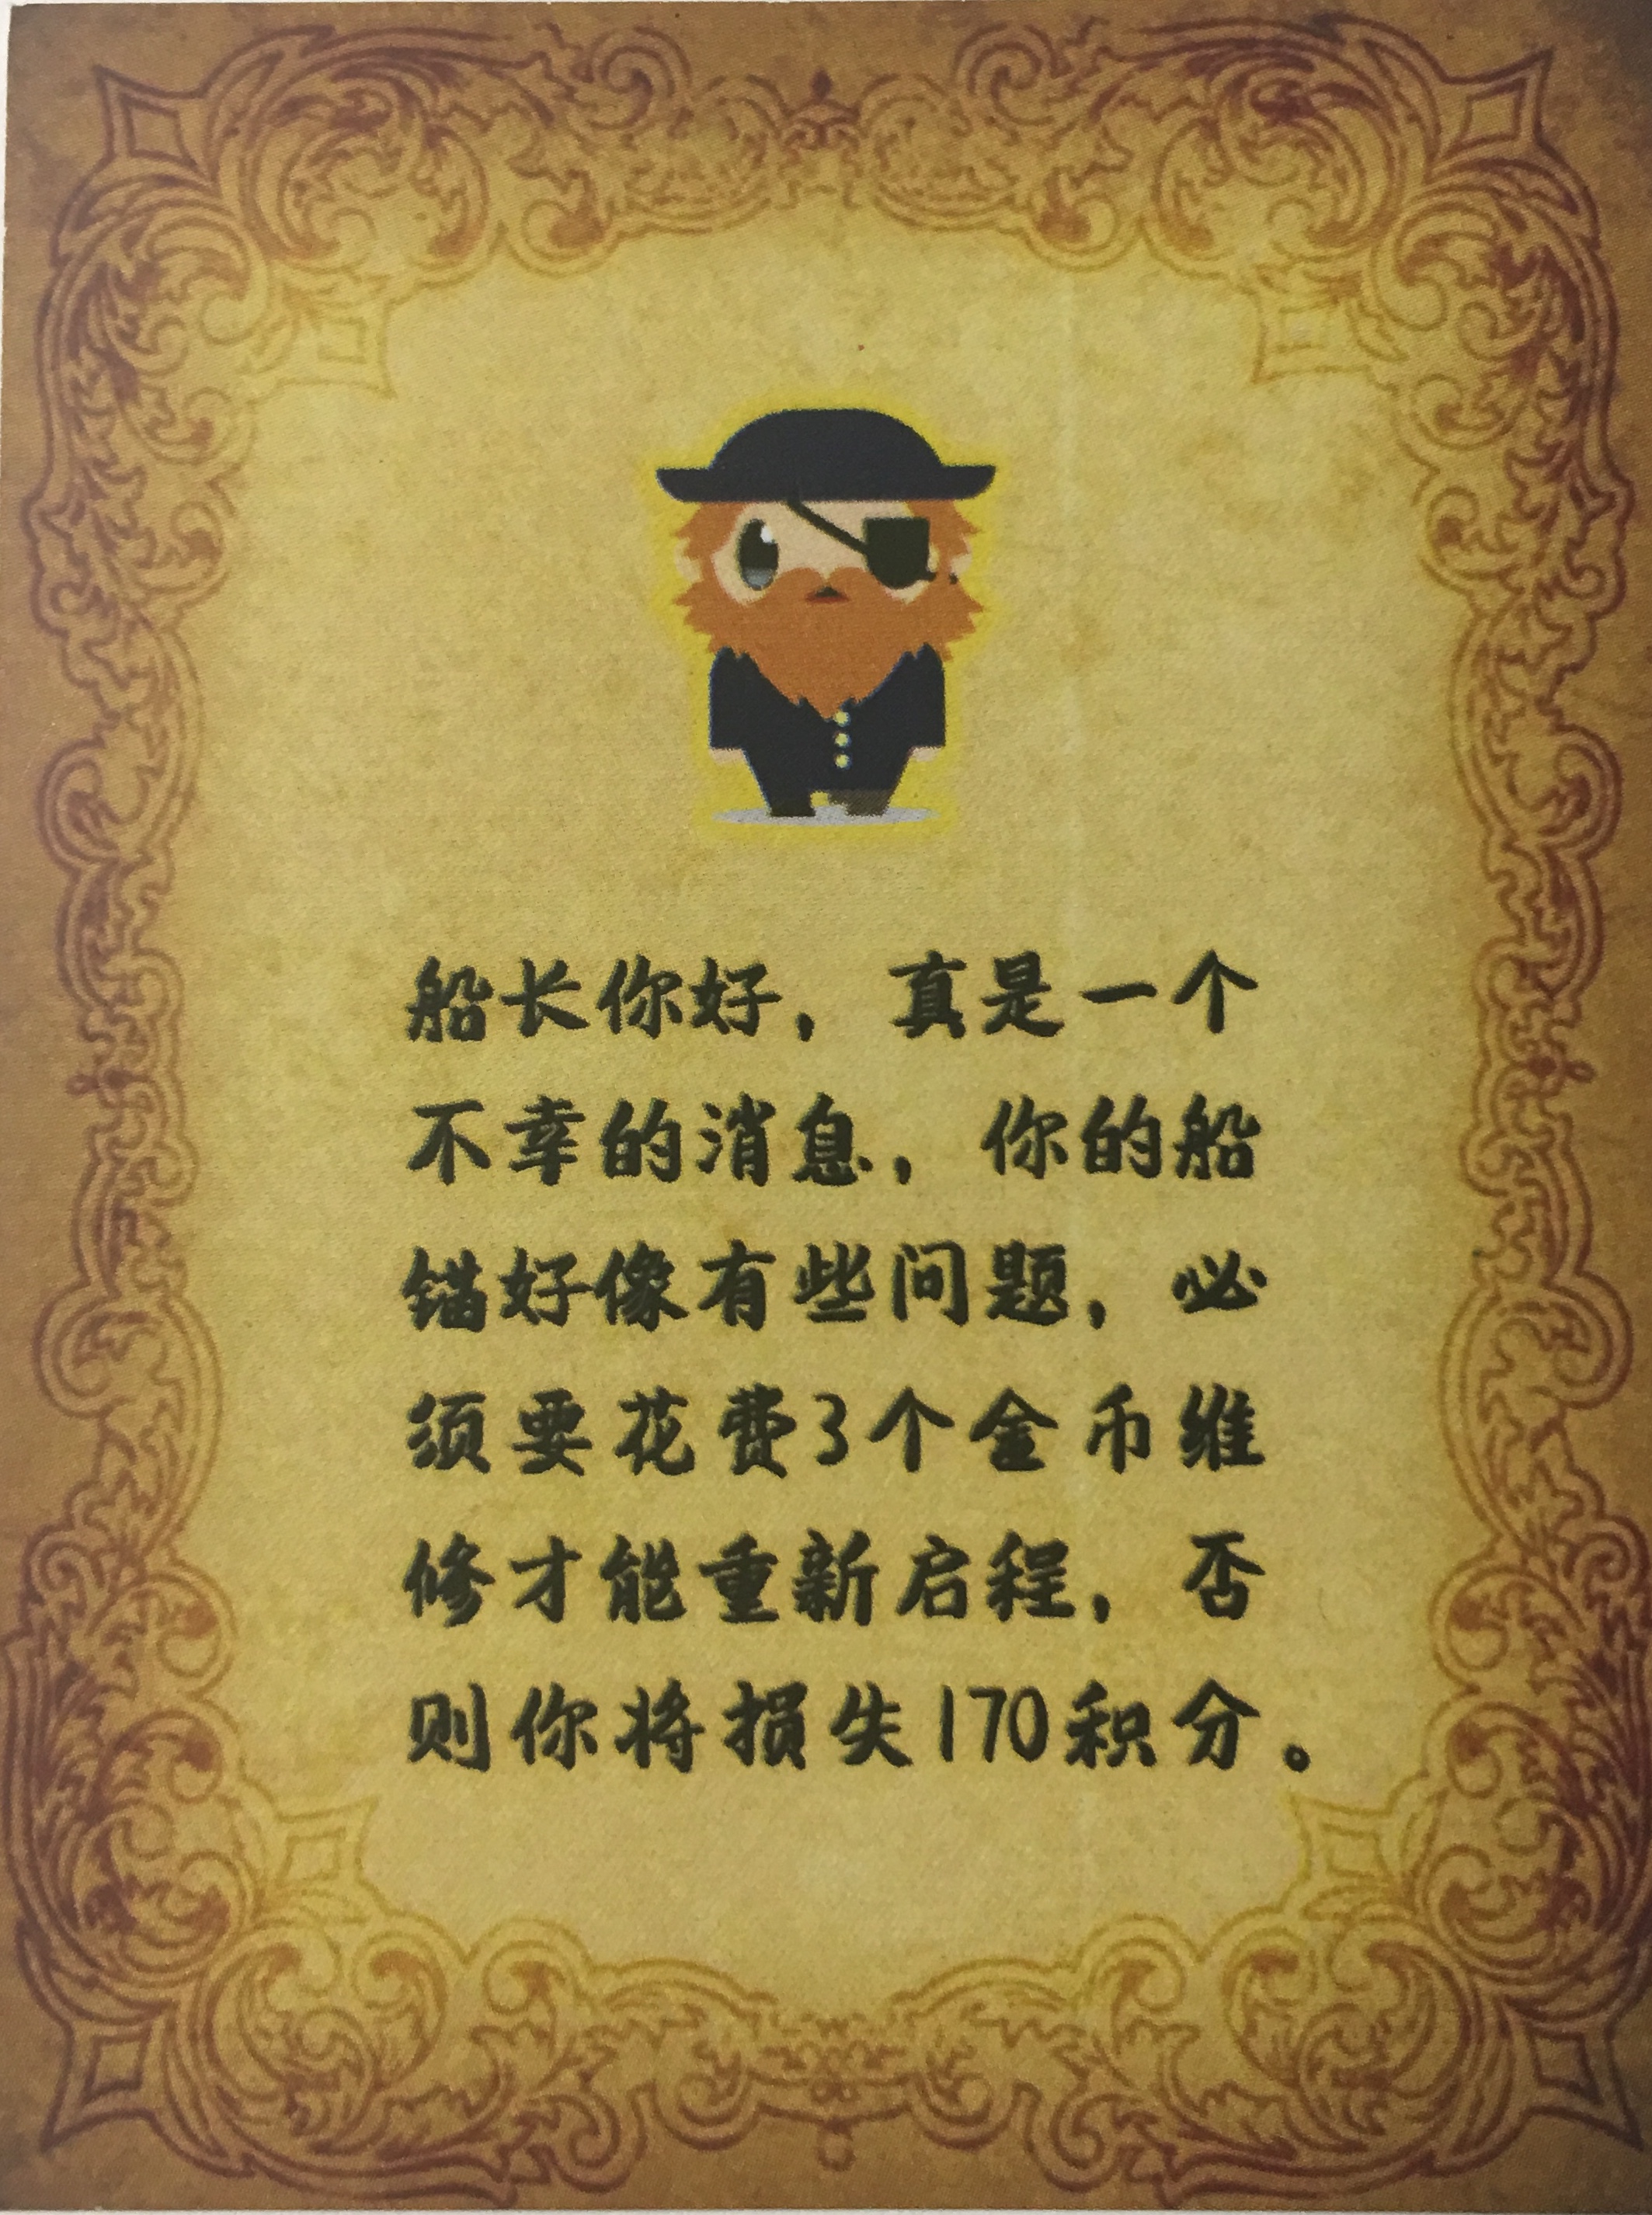 船长你好，真是一个
不幸的消息，你的船
锚好像有些问题，必
须要花费3个金币维
修才能重新启程，否
则你将损失170积分。